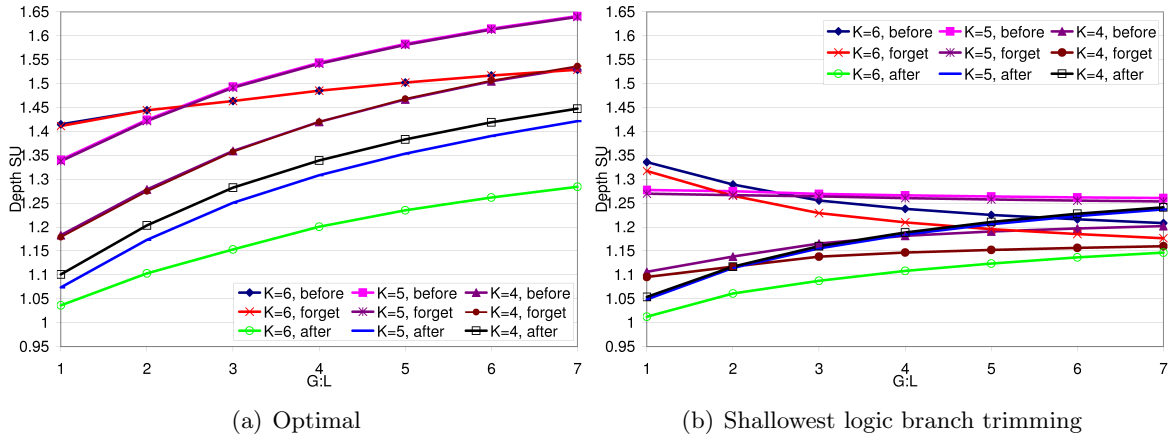 1.65
1.6
1.55
1.5
1.45
1.4
1.35
1.3
1.25
1.2
1.15
1.1
1.05
1
0.95
Depth SU
1 2 3 4 5 6 7
G:L
K=6, before K=5, before K=4, before
K=6, forget K=5, forget K=4, forget
K=6, after K=5, after K=4, after
(a) Optimal
1.65
1.6
1.55
1.5
1.45
1.4
1.35
1.3
1.25
1.2
1.15
1.1
1.05
1
0.95
Depth SU
1 2 3 4 5 6 7
G:L
K=6, before K=5, before K=4, before
K=6, forget K=5, forget K=4, forget
K=6, after K=5, after K=4, after
(b) Shallowest logic branch trimming